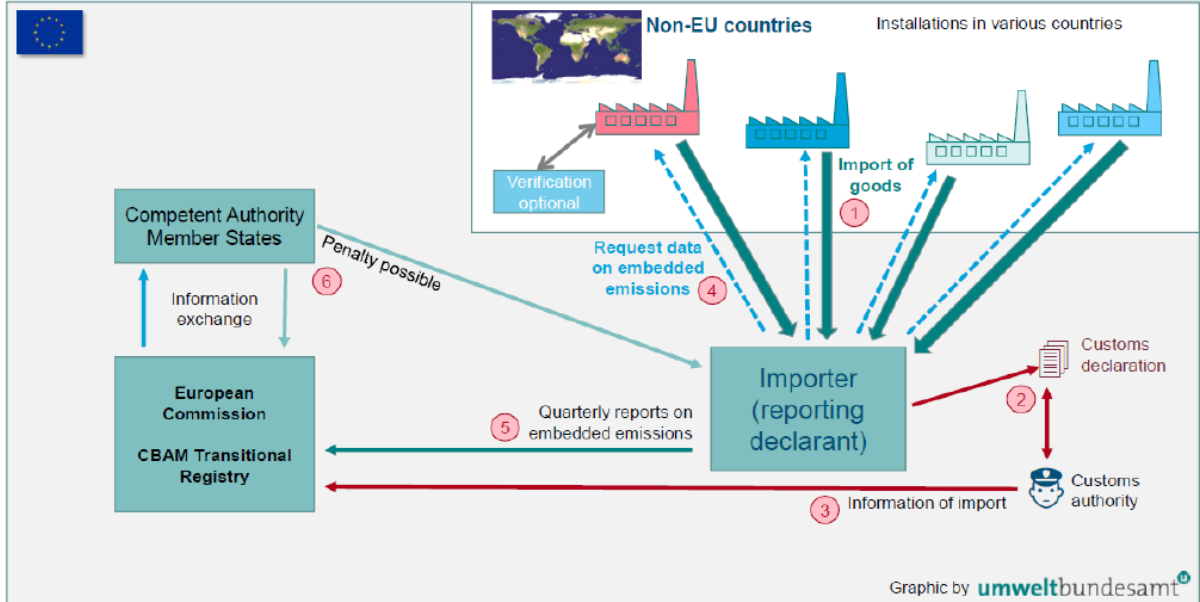 Non-EU countries
Installations in various countries
Verification
optional
Import of
goods
1
Competent Authority
Member States
Penalty possible
6
Request data
on embedded
emissions
4
Information
exchange
European
Commission
CBAM Transitional
Registry
5
Quarterly reports on
embedded emissions
Importer
(reporting
declarant)
Customs
declaration
2
Customs
authority
3
Information of import
Graphic by umweltbundesamt
u